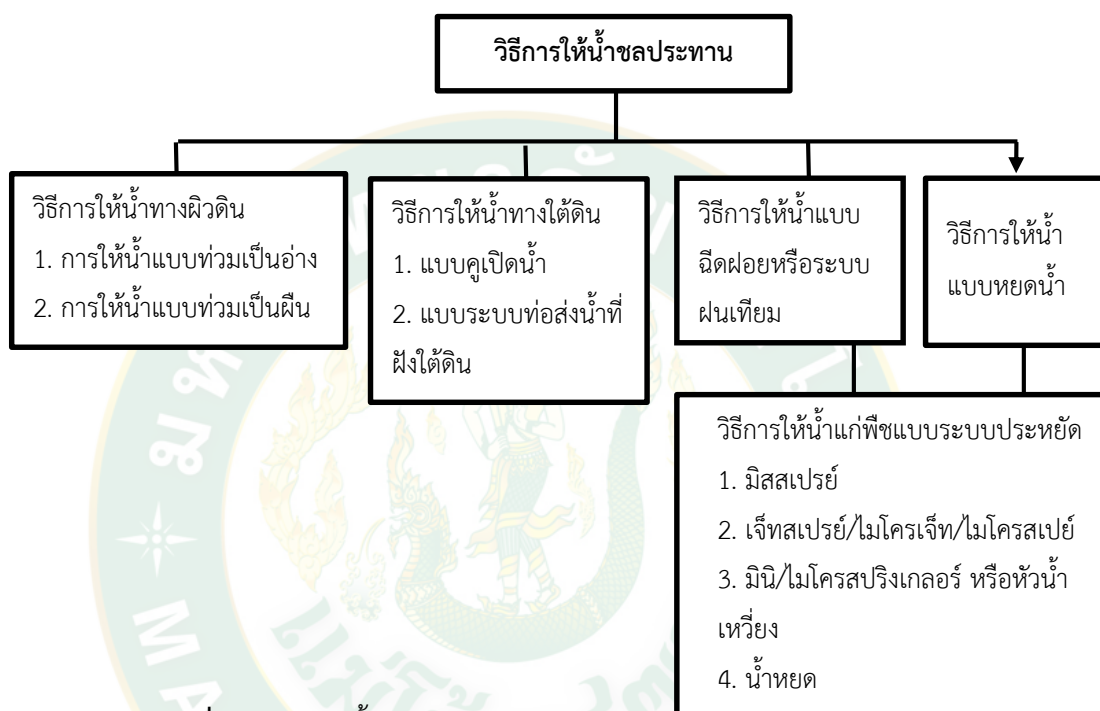 วิธีการให้น้ำชลประทาน
วิธีการให้น้ำทางผิวดิน
1. การให้น้ำแบบท่วมเป็นอ่าง
2. การให้น้ำแบบท่วมเป็นผืน
วิธีการให้น้ำทางใต้ดิน
1. แบบคูเปิดน้ำ
2. แบบระบบท่อส่งน้ำที่
ฝังใต้ดิน
วิธีการให้น้ำแบบ
ฉีดฝอยหรือระบบ
ฝนเทียม
วิธีการให้น้ำ
แบบหยดน้ำ
วิธีการให้น้ำแก่พืชแบบระบบประหยัด
1. มิสสเปรย์
2. เจ็ทสเปรย์/ไมโครเจ็ท/ไมโครสเปย์
3. มินิ/ไมโครสปริงเกลอร์ หรือหัวน้ำ
เหวี่ยง
4. น้ำหยด